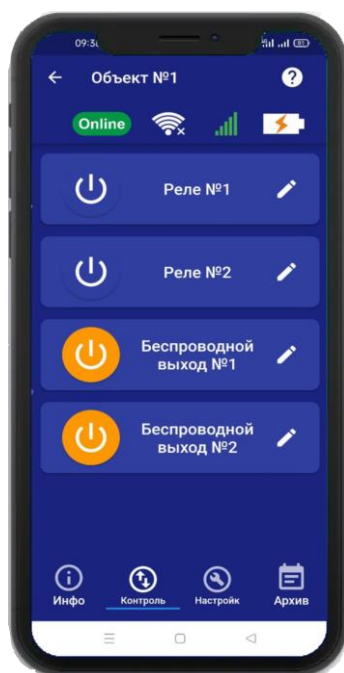 Объект №1
Online
Реле №1
Реле №2
Беспроводной
выход №1
Беспроводной
выход №2
Инфо Контроль Настройк Архив